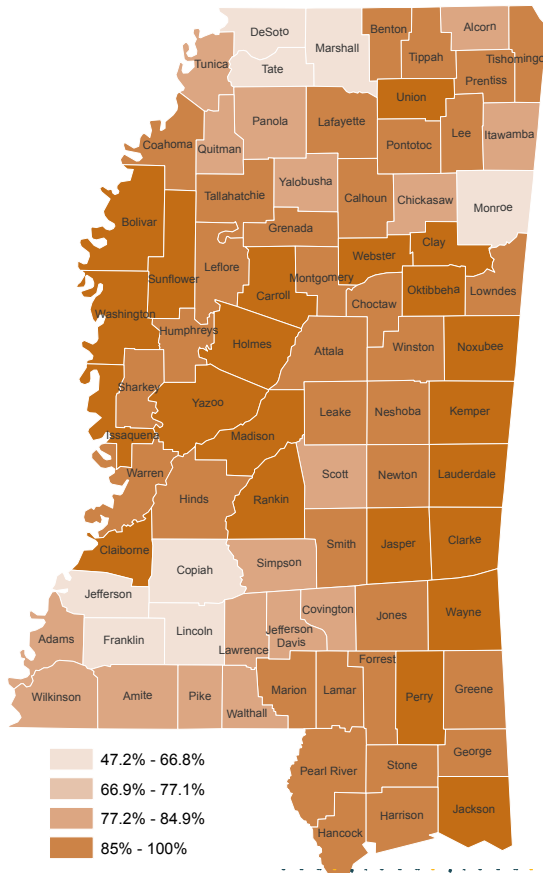 DeSoto
Benton
Alcorn
Marshall
Tippah
Tishomingo
Tunica
Tate
Prentiss
Union
Panola
Lafayette
Coahoma
Quitman
Pontotoc
Lee
Itawamba
Yalobusha
Tallahatchie
Calhoun
Chickasaw
Monroe
Bolivar
Grenada
Clay
Webster
Leflore
Sunflower
Montgomery
Carroll
Oktibbeha
Lowndes
Choctaw
Washington
Humphreys
Holmes
Attala
Winston
Noxubee
Sharkey
Yazoo
Leake
Neshoba
Kemper
Issaquene
Madison
Warren
Scott
Newton
Lauderdale
Hinds
Rankin
Claiborne
Smith
Jasper
Clarke
Copiah
Simpson
Jefferson
Covington
Jones
Wayne
Adams
Franklin
Lincoln
Lawrence
Jefferson
Davis
Forrest
Wilkinson
Amite
Pike
Walthall
Marion
Lamar
Perry
Greene
George
47.2% - 66.8%
Stone
Pearl River
66.9% - 77.1%
77.2% - 84.9%
Jackson
Harrison
Hancock
85% - 100%